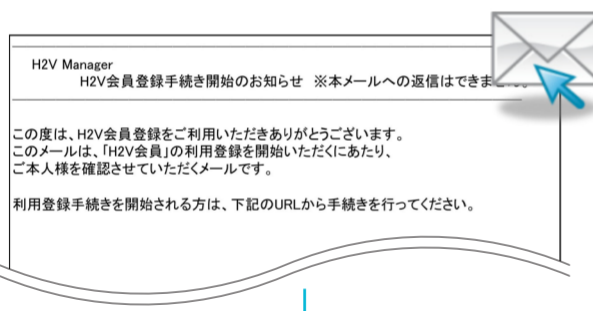 H2V Manager
H2V会員登録手続き開始のお知らせ ※本メールへの返信はできま
この度は、H2V会員登録をご利用いただきありがとうございます。
このメールは、「H2V会員」の利用登録を開始いただくにあたり、
ご本人様を確認させていただくメールです。
利用登録手続きを開始される方は、下記のURLから手続きを行ってください。